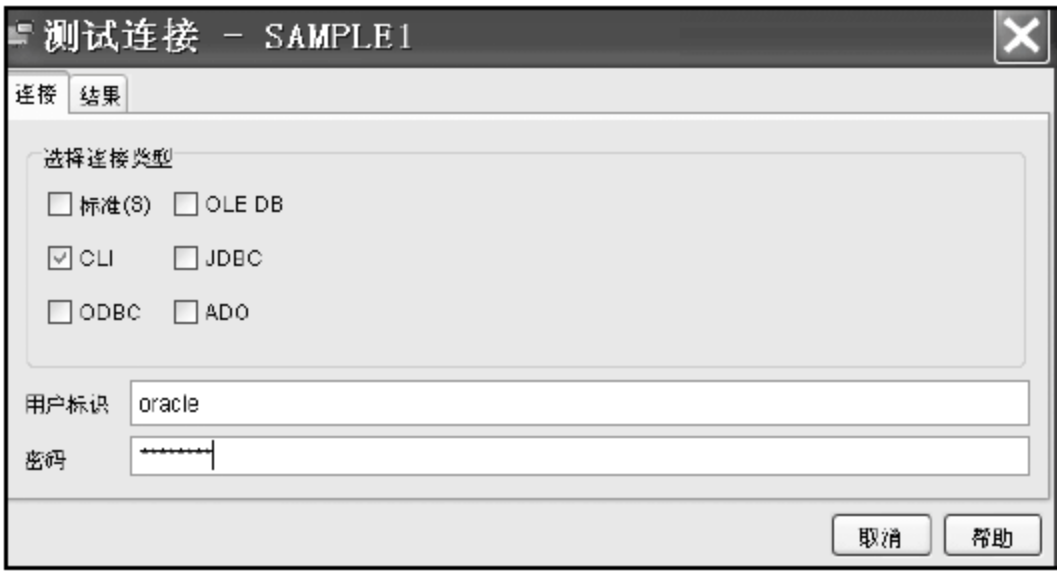 测试连接 - SAMPLE1
连接 结果
选择连接类型
标准(S) OLE DB
CLI JDBC
ODBC ADO
用户标识 oracle
密码 ********
取消 帮助